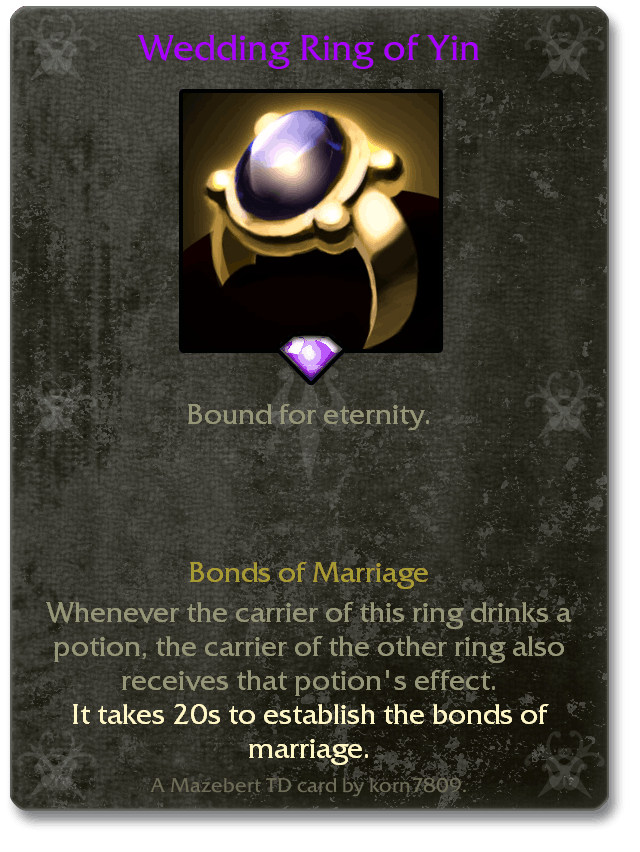 Wedding Ring of Yin
Bound for eternity.
Bonds of Marriage
Whenever the carrier of this ring drinks a
potion, the carrier of the other ring also
receives that potion's effect.
It takes 20s to establish the bonds of
marriage.
A Mazebert TD card by korn7809.